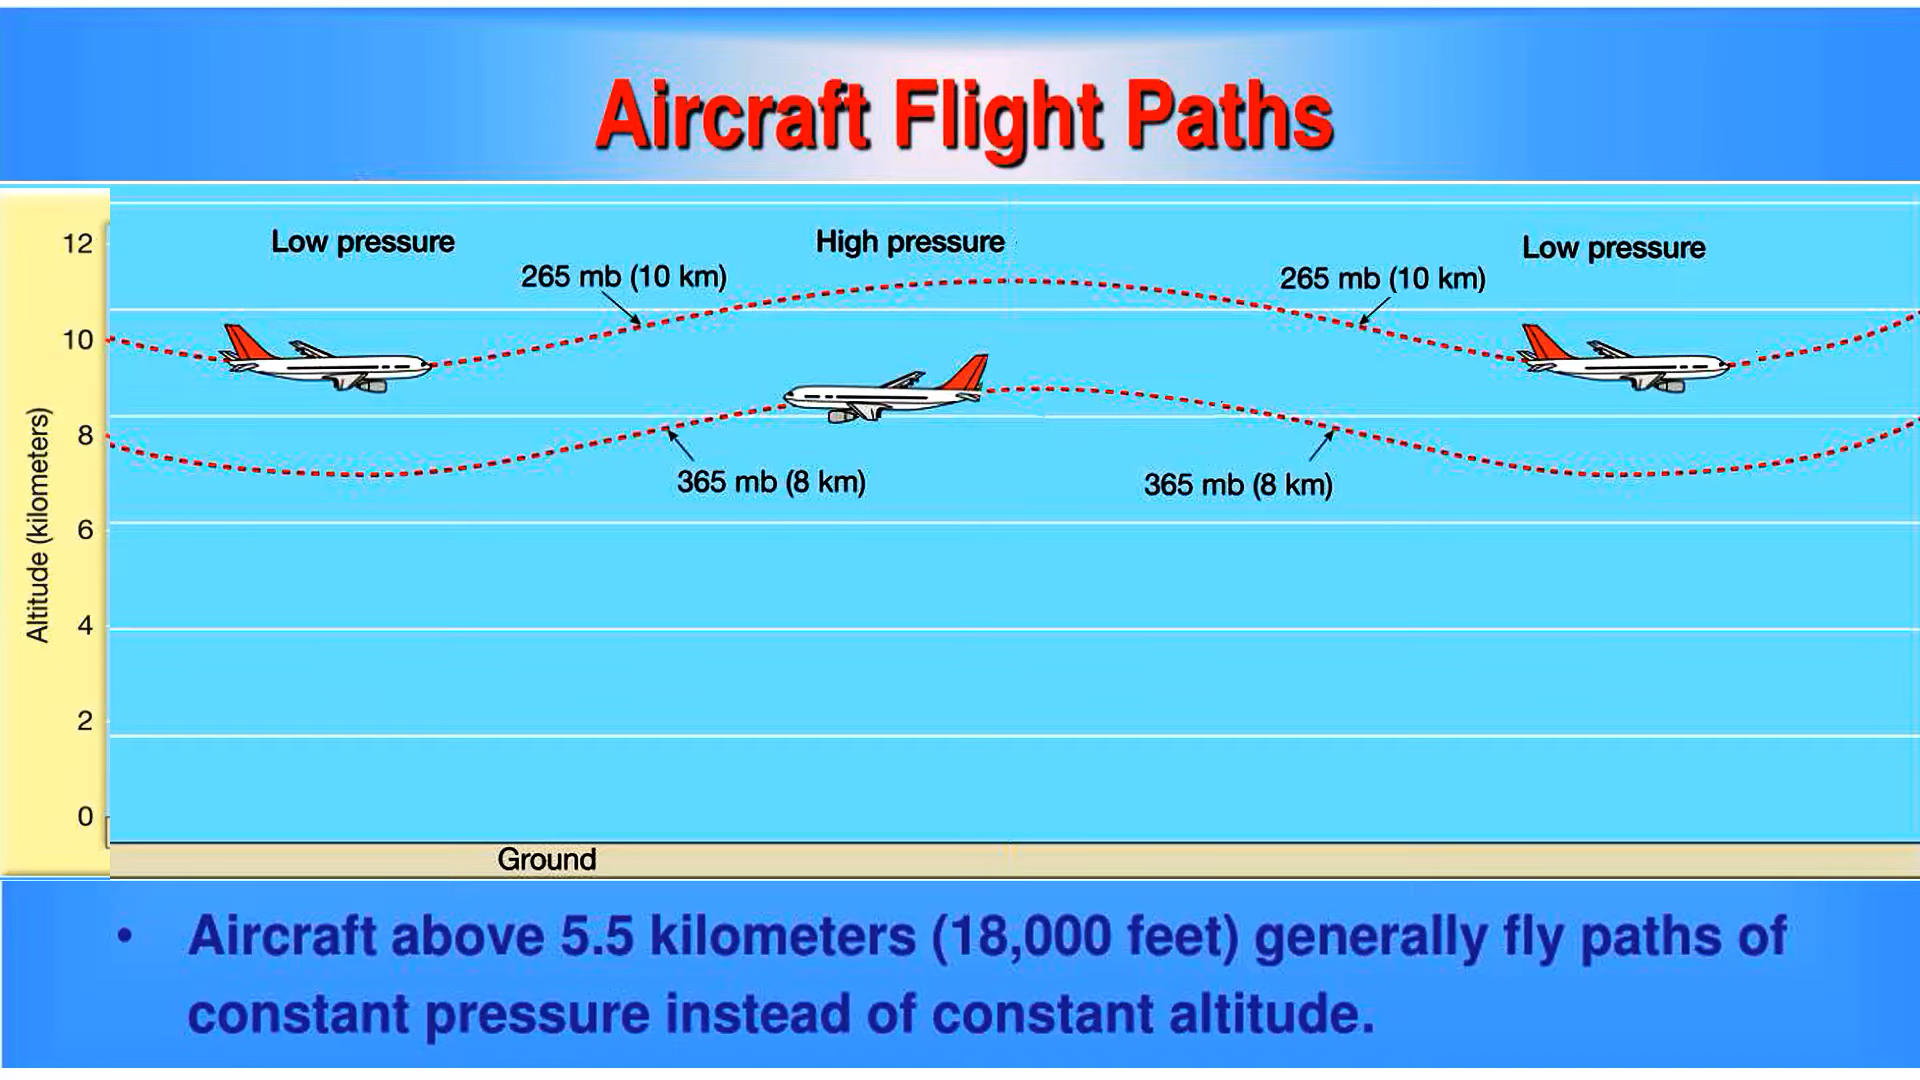 Aircraft Flight Paths
Low pressure
High pressure
Low pressure
265 mb (10 km)
265 mb (10 km)
365 mb (8 km)
365 mb (8 km)
Altitude (kilometers)
12
10
8
6
4
2
0
Ground
• Aircraft above 5.5 kilometers (18,000 feet) generally fly paths of
constant pressure instead of constant altitude.